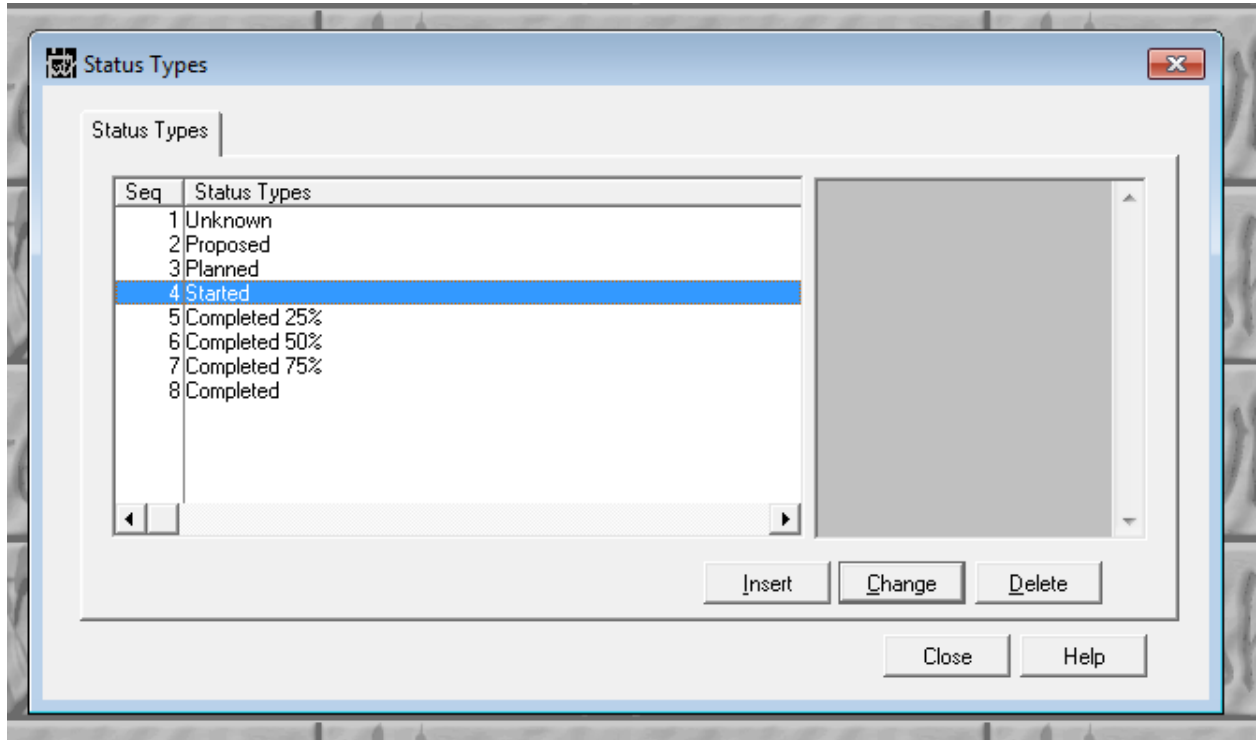 Status Types
Status Types
Seq Status Types
1 Unknown
2 Proposed
3 Planned
4 Started
5 Completed 25%
6 Completed 50%
7 Completed 75%
8 Completed
Insert Change Delete
Close Help